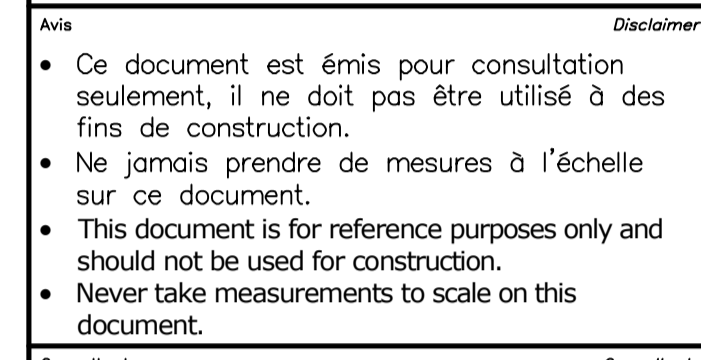 Avis Disclaimer
• Ce document est émis pour consultation
seulement, il ne doit pas être utilisé à des
fins de construction.
• Ne jamais prendre de mesures à l'échelle
sur ce document.
• This document is for reference purposes only and
should not be used for construction.
• Never take measurements to scale on this
document.